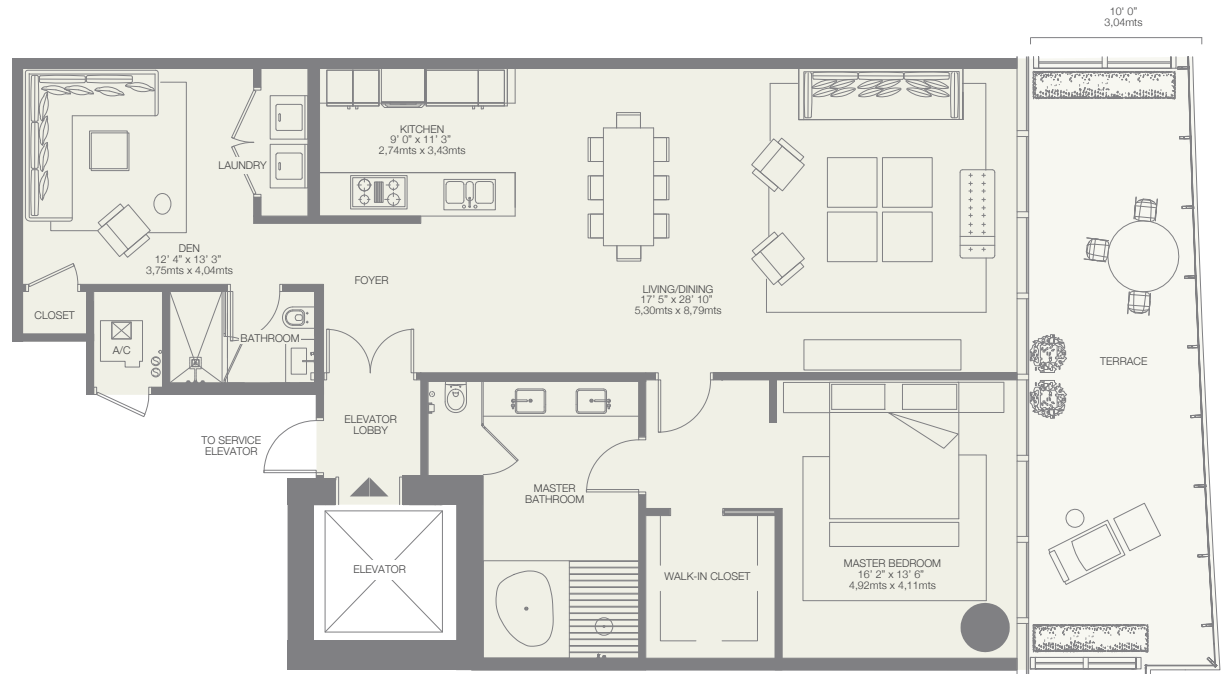 10' 0"
3,04mts
KITCHEN
9' 0" x 11' 3"
2,74mts x 3,43mts
LAUNDRY
DEN
12' 4" x 13' 3"
3,75mts x 4,04mts
FOYER
LIVING/DINING
17' 5" x 28' 10"
5,30mts x 8,79mts
CLOSET
A/C
BATHROOM
TERRACE
ELEVATOR
LOBBY
TO SERVICE
ELEVATOR
MASTER
BATHROOM
ELEVATOR
WALK-IN CLOSET
MASTER BEDROOM
16' 2" x 13' 6"
4,92mts x 4,11mts